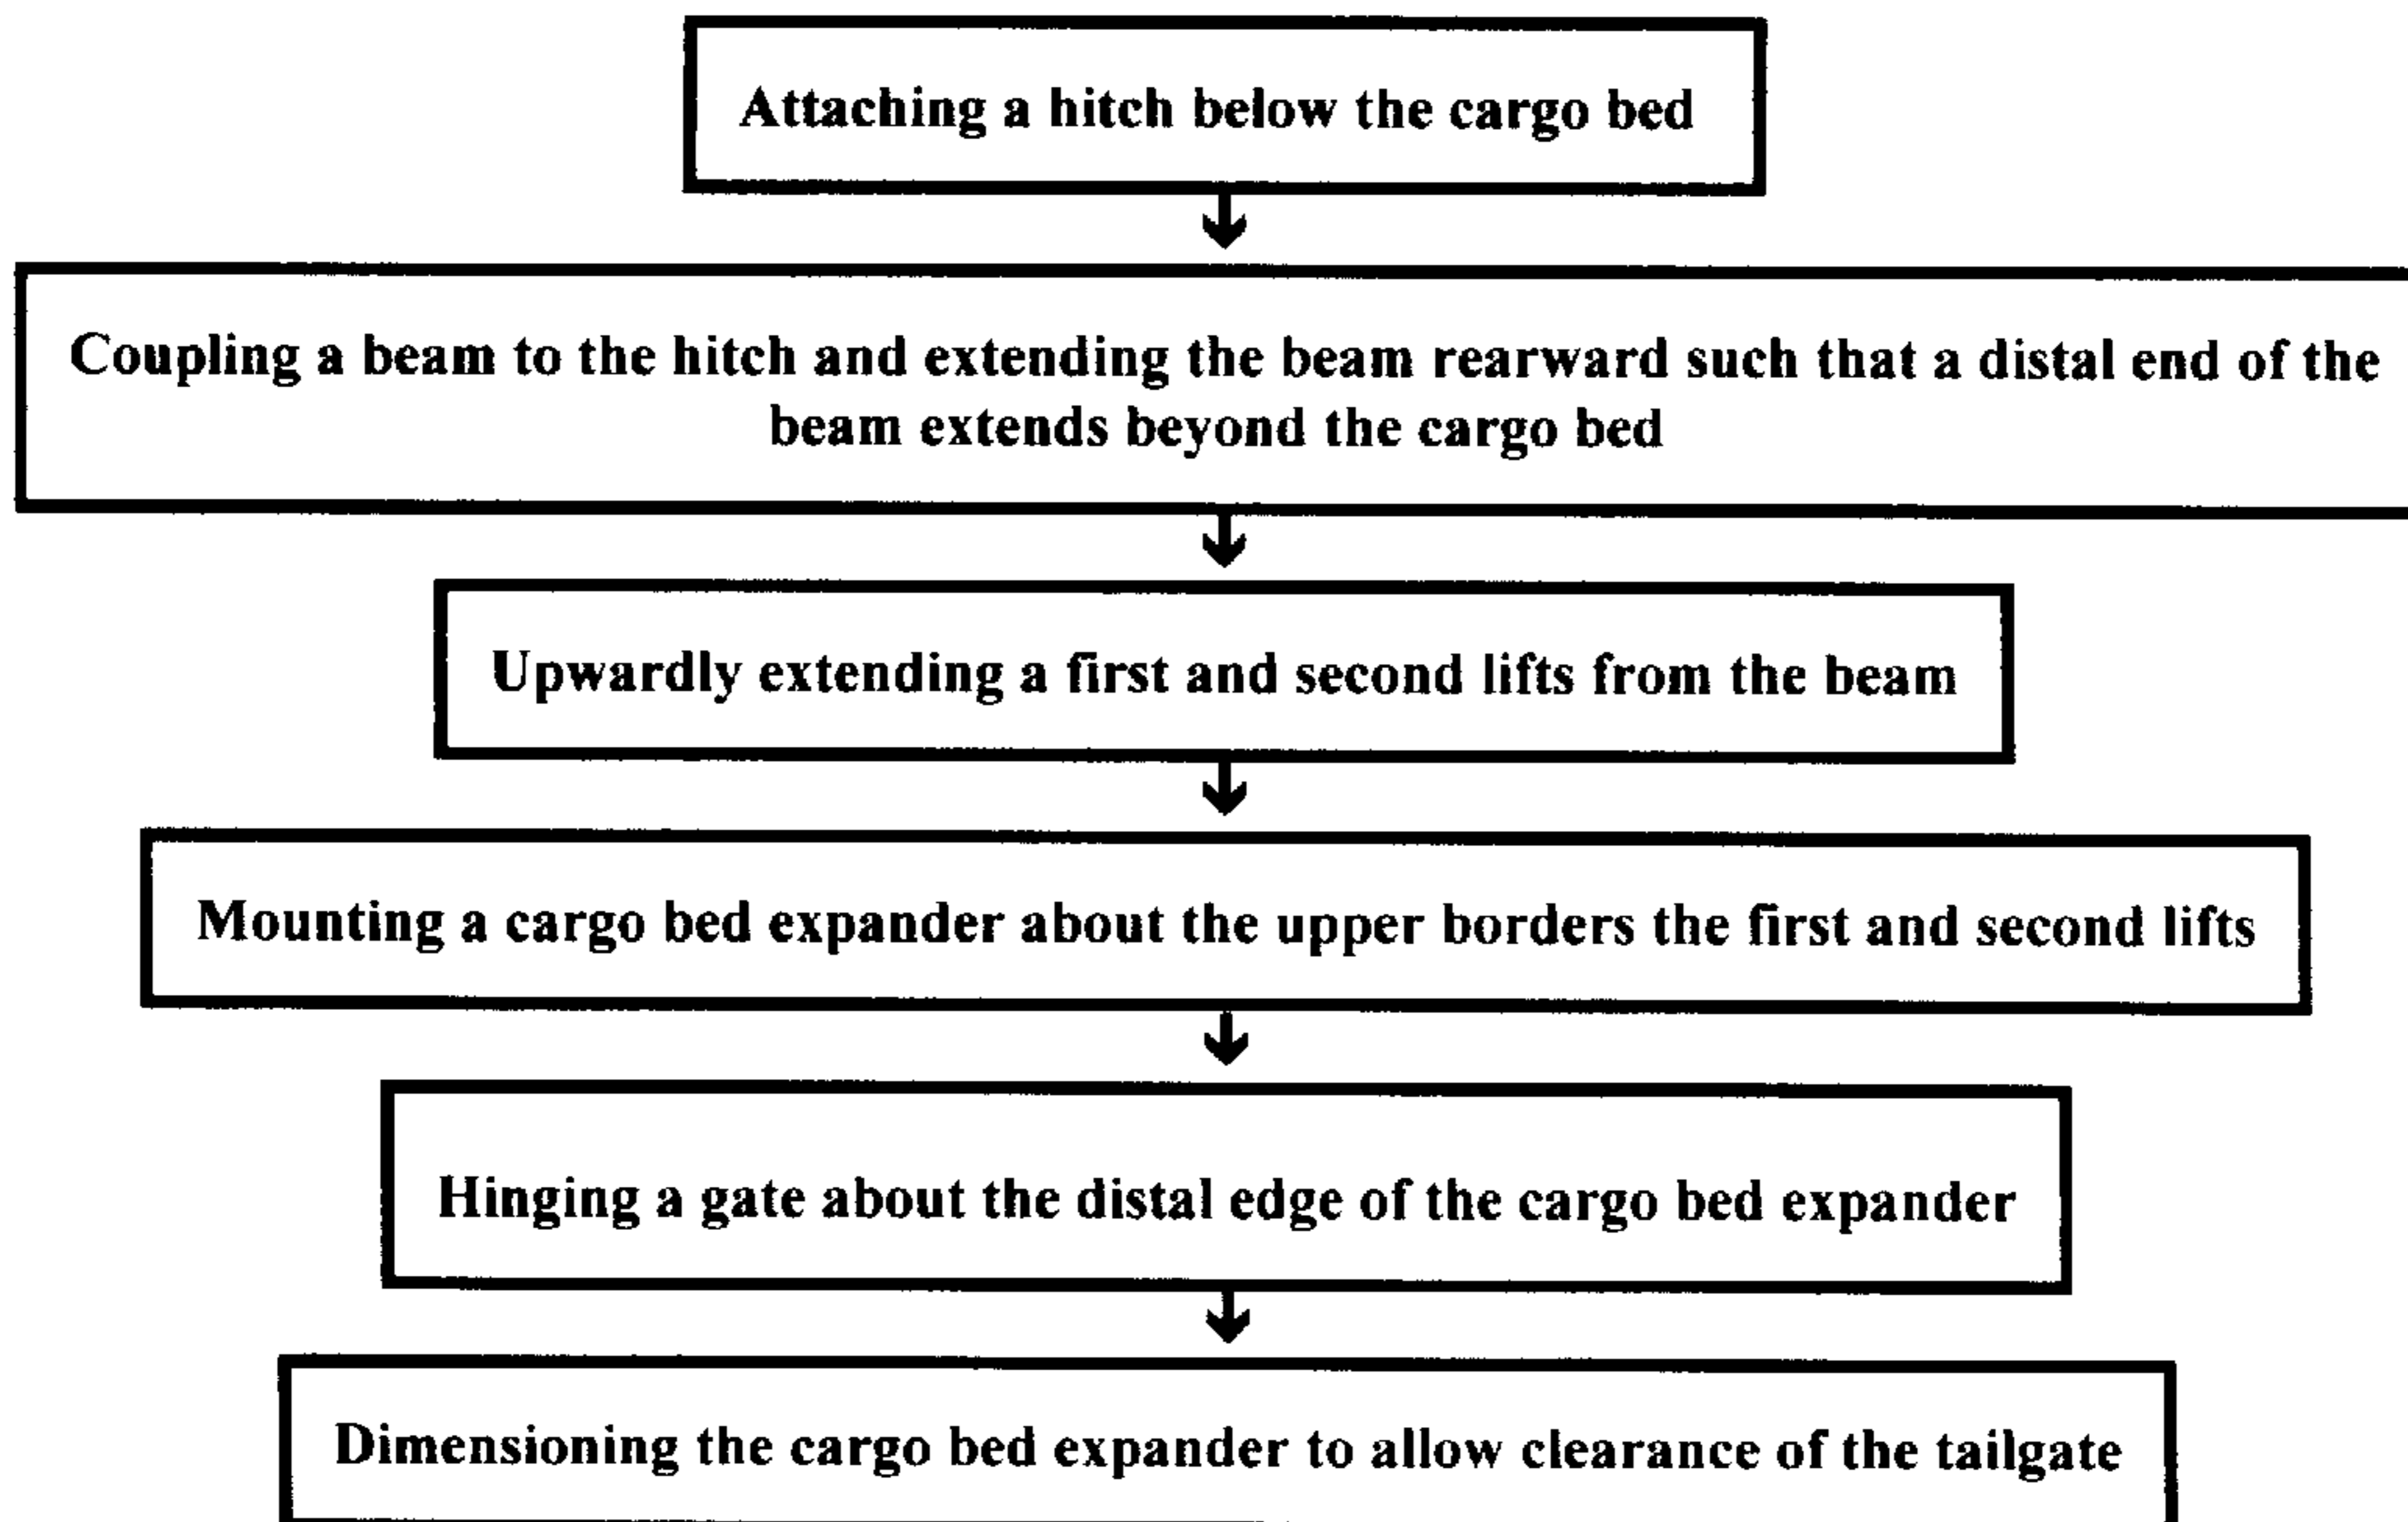 Attaching a hitch below the cargo bed
Coupling a beam to the hitch and extending the beam rearward such that a distal end of the
beam extends beyond the cargo bed
Upwardly extending a first and second lifts from the beam
Mounting a cargo bed expander about the upper borders the first and second lifts
Hinging a gate about the distal edge of the cargo bed expander
Dimensioning the cargo bed expander to allow clearance of the tailgate